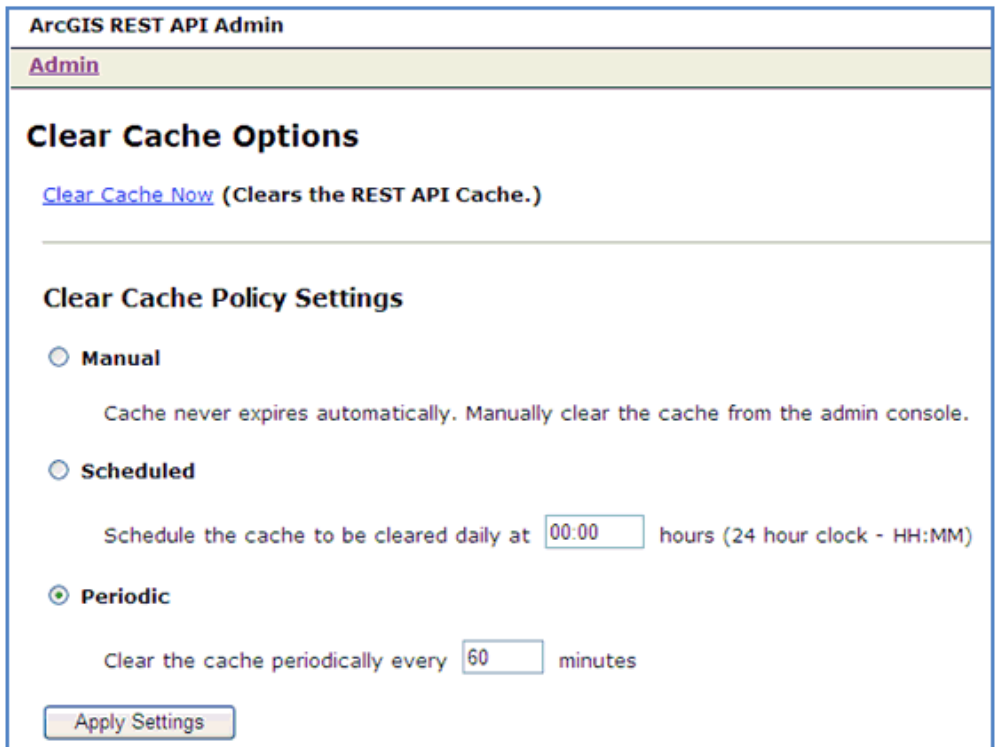 ArcGIS REST API Admin
Admin
Clear Cache Options
Clear Cache Now (Clears the REST API Cache.)
Clear Cache Policy Settings
Manual
Cache never expires automatically. Manually clear the cache from the admin console.
Scheduled
Schedule the cache to be cleared daily at 00:00 hours (24 hour clock - HH:MM)
Periodic
Clear the cache periodically every 60 minutes
Apply Settings